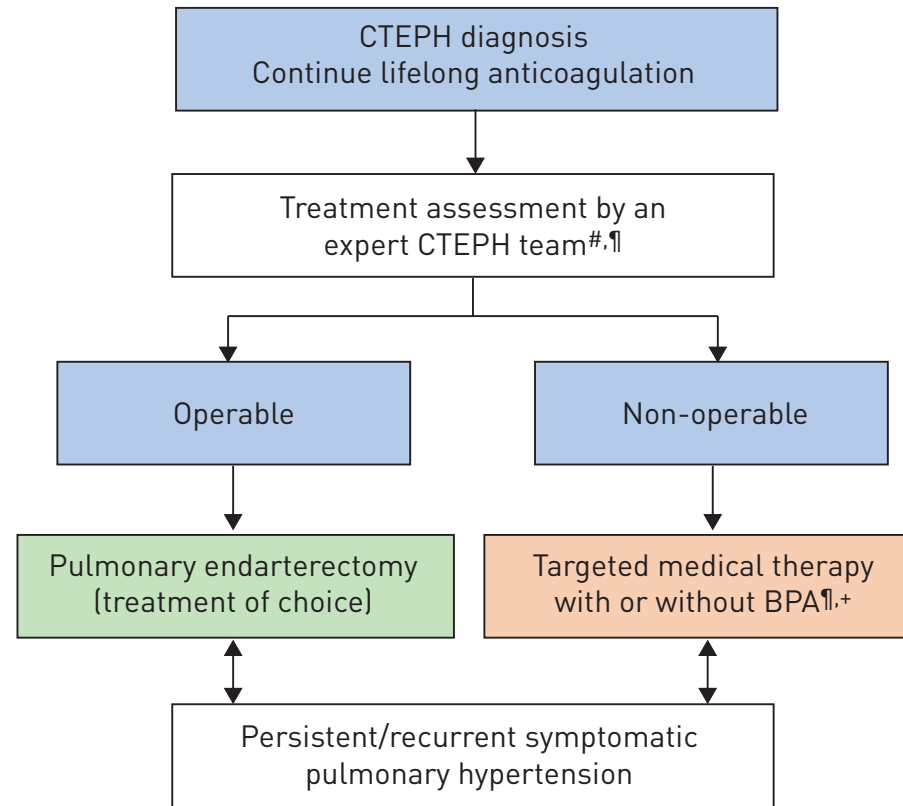 CTEPH diagnosis
Continue lifelong anticoagulation
Treatment assessment by an
expert CTEPH team#,¶
Operable
Non-operable
Pulmonary endarterectomy
(treatment of choice)
Targeted medical therapy
with or without BPA¶,+
Persistent/recurrent symptomatic
pulmonary hypertension